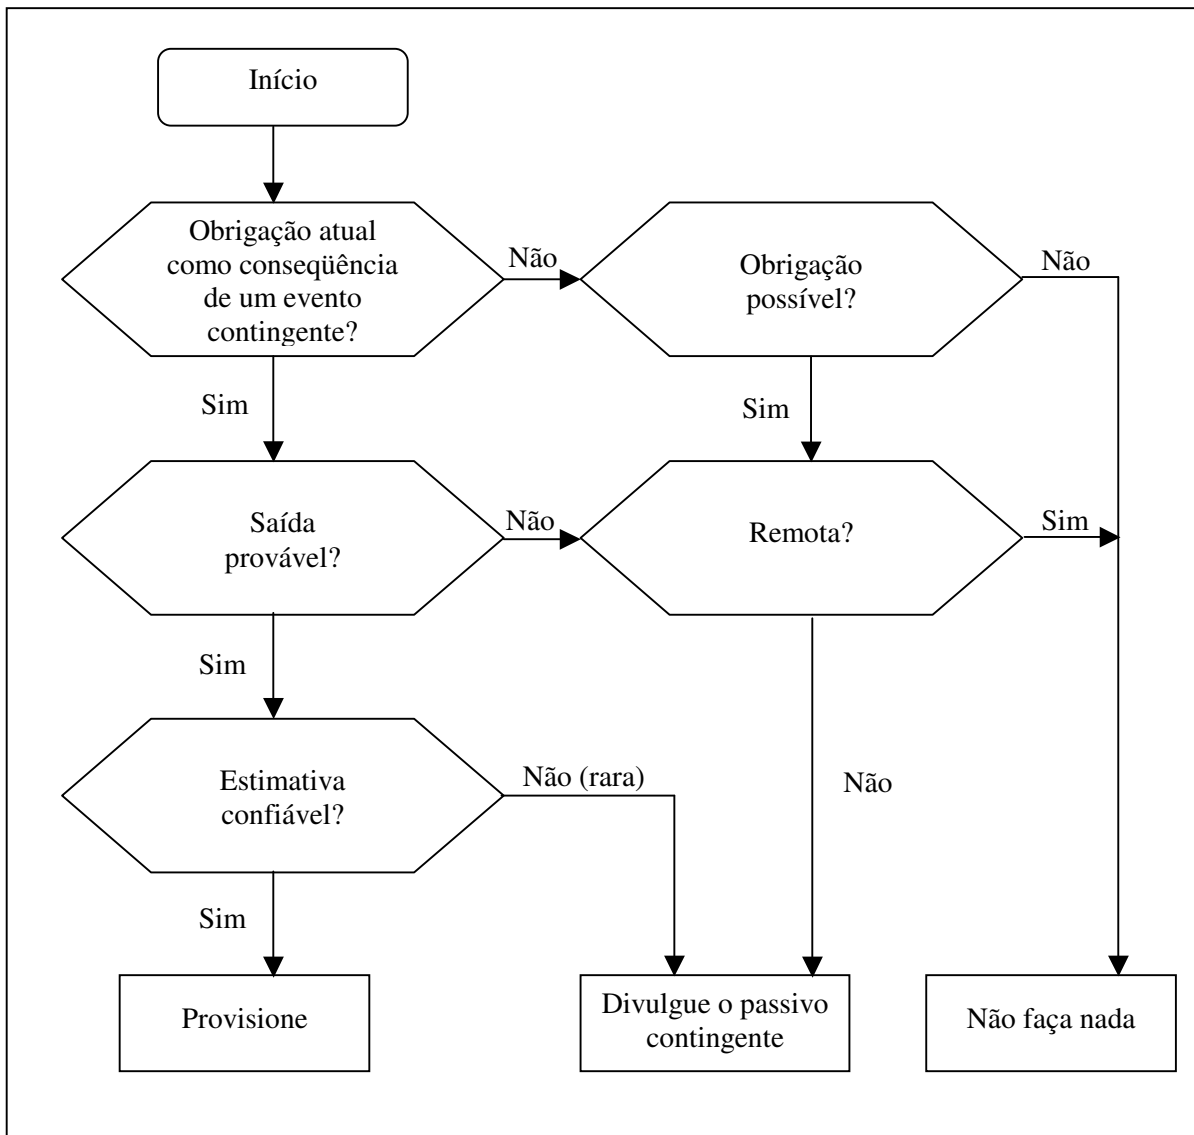 Início
Obrigação atual
como conseqüência
de um evento
contingente?
Não
Obrigação
possível?
Não
Sim
Sim
Saída
provável?
Não
Remota?
Sim
Sim
Estimativa
confiável?
Não (rara)
Não
Sim
Provisione
Divulgue o passivo
contingente
Não faça nada